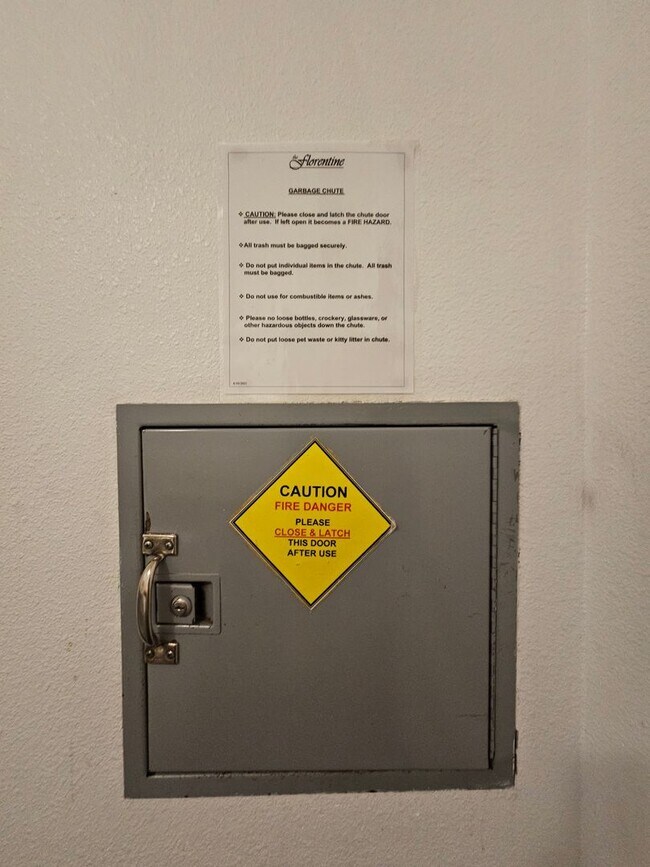 the Florentine
GARBAGE CHUTE
❖ CAUTION: Please close and latch the chute door
after use. If left open it becomes a FIRE HAZARD.
❖ All trash must be bagged securely.
❖ Do not put individual items in the chute. All trash
must be bagged.
❖ Do not use for combustible items or ashes.
❖ Please no loose bottles, crockery, glassware, or
other hazardous objects down the chute.
❖ Do not put loose pet waste or kitty litter in chute.
CAUTION
FIRE DANGER
PLEASE
CLOSE & LATCH
THIS DOOR
AFTER USE